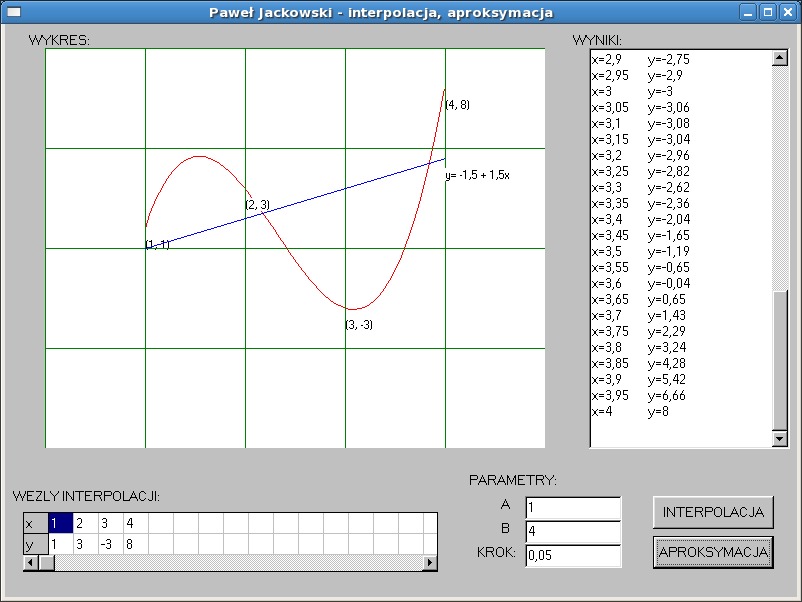 Paweł Jackowski - interpolacja, aproksymacja
WYKRES:
(4, 8)
y= -1,5 + 1,5x
(2, 3)
(1, 1)
(3, -3)
WYNIKI:
x=2,9 y=-2,75
x=2,95 y=-2,9
x=3 y=-3
x=3,05 y=-3,06
x=3,1 y=-3,08
x=3,15 y=-3,04
x=3,2 y=-2,96
x=3,25 y=-2,82
x=3,3 y=-2,62
x=3,35 y=-2,36
x=3,4 y=-2,04
x=3,45 y=-1,65
x=3,5 y=-1,19
x=3,55 y=-0,65
x=3,6 y=-0,04
x=3,65 y=0,65
x=3,7 y=1,43
x=3,75 y=2,29
x=3,8 y=3,24
x=3,85 y=4,28
x=3,9 y=5,42
x=3,95 y=6,66
x=4 y=8
WEZLY INTERPOLACJI:
x 1 2 3 4
y 1 3 -3 8
PARAMETRY:
A 1
B 4
KROK: 0,05
INTERPOLACJA
APROKSYMACJA